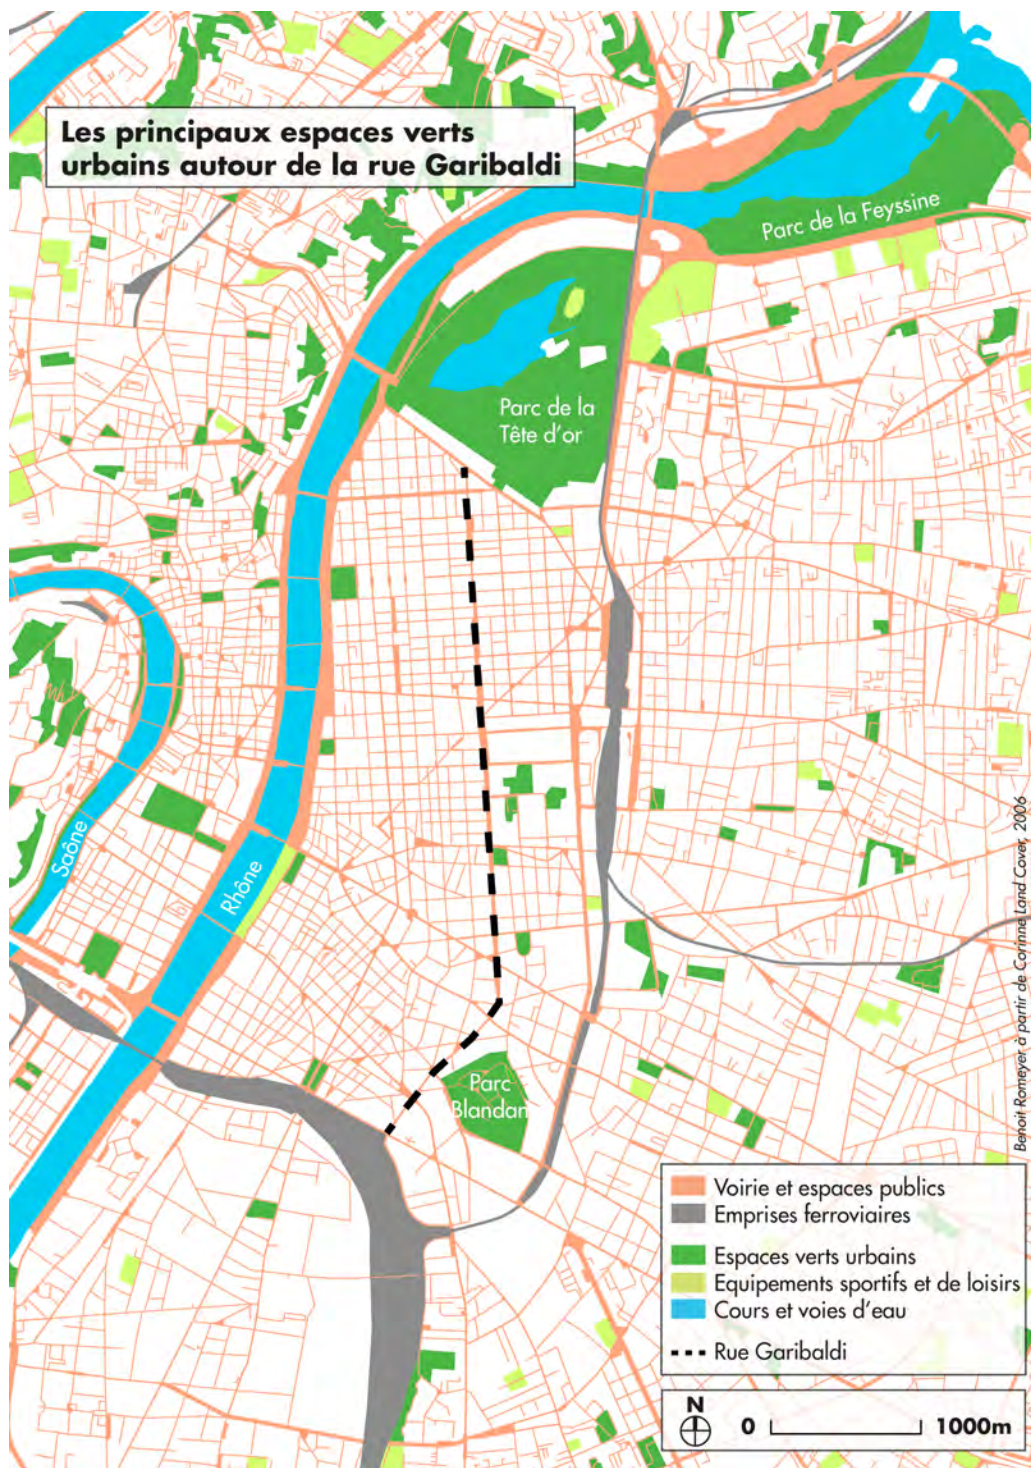 Les principaux espaces verts
urbains autour de la rue Garibaldi
Parc de la Feyssine
Parc de la
Tête d'or
Saône
Rhône
Parc
Blandan
Benoit Romeyer à partir de Corinne Land Cover, 2006
Voirie et espaces publics
Emprises ferroviaires
Espaces verts urbains
Equipements sportifs et de loisirs
Cours et voies d'eau
Rue Garibaldi
N
0 1000m